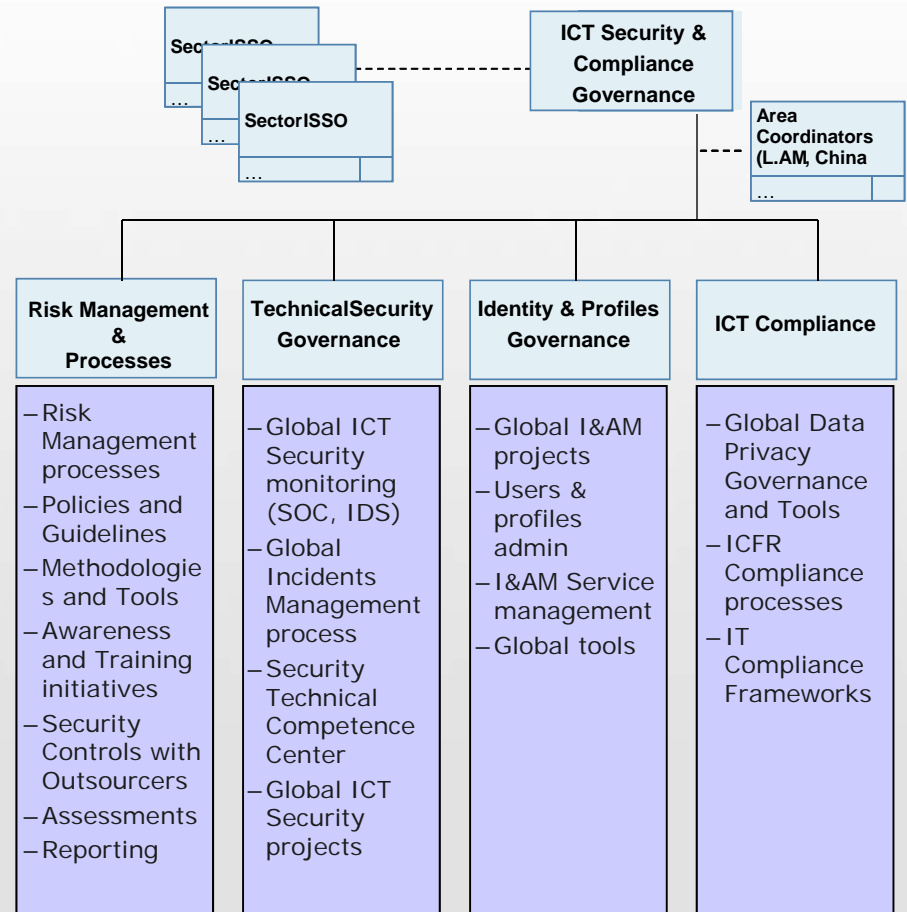 SectorISSO
...
SectorISSO
...
SectorISSO
...
ICT Security &
Compliance
Governance
Area
Coordinators
(L.AM, China
...
Risk Management
&
Processes
– Risk
Management
processes
– Policies and
Guidelines
– Methodologie
s and Tools
– Awareness
and Training
initiatives
– Security
Controls with
Outsourcers
– Assessments
– Reporting
TechnicalSecurity
Governance
– Global ICT
Security
monitoring
(SOC, IDS)
– Global
Incidents
Management
process
– Security
Technical
Competence
Center
– Global ICT
Security
projects
Identity & Profiles
Governance
– Global I&AM
projects
– Users &
profiles
admin
– I&AM Service
management
– Global tools
ICT Compliance
– Global Data
Privacy
Governance
and Tools
– ICFR
Compliance
processes
– IT
Compliance
Frameworks